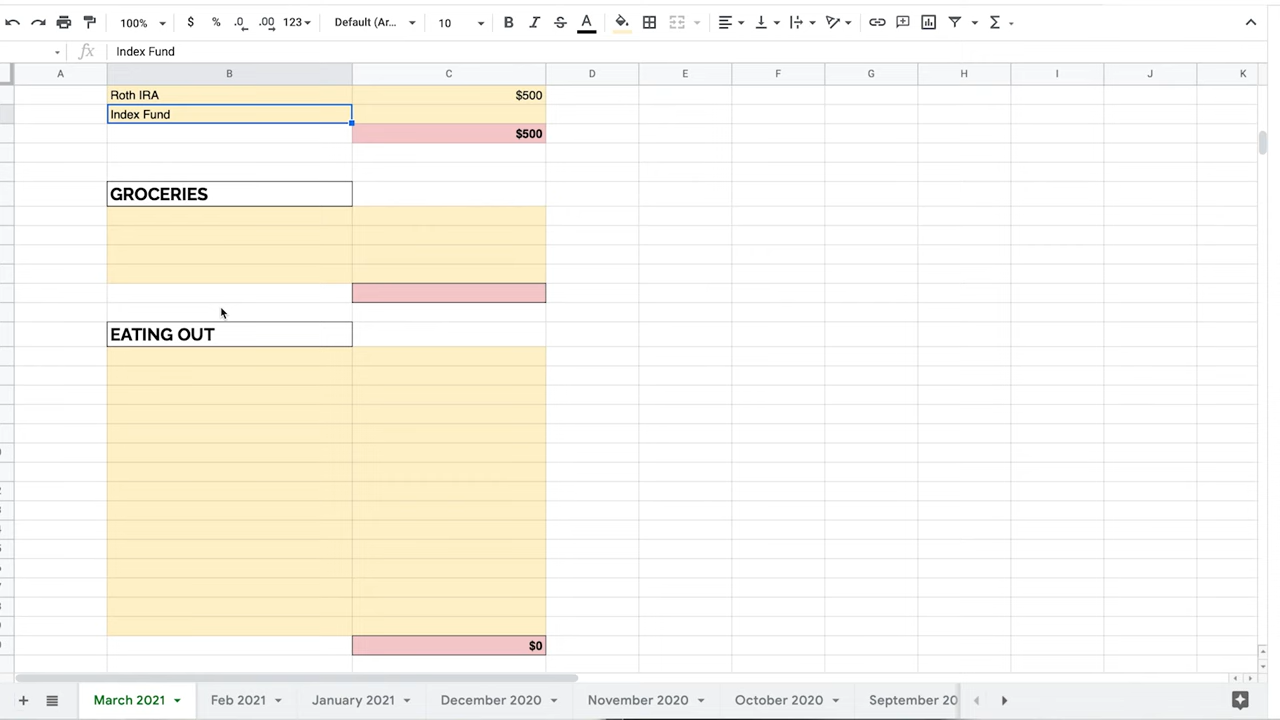 100% $ % .0 .00 123 Default (Ar... 10 B I S A Σ
fx Index Fund
A B C D E F G H I J K
Roth IRA $500
Index Fund
$500
GROCERIES
EATING OUT
$0
+ March 2021 Feb 2021 January 2021 December 2020 November 2020 October 2020 September 20